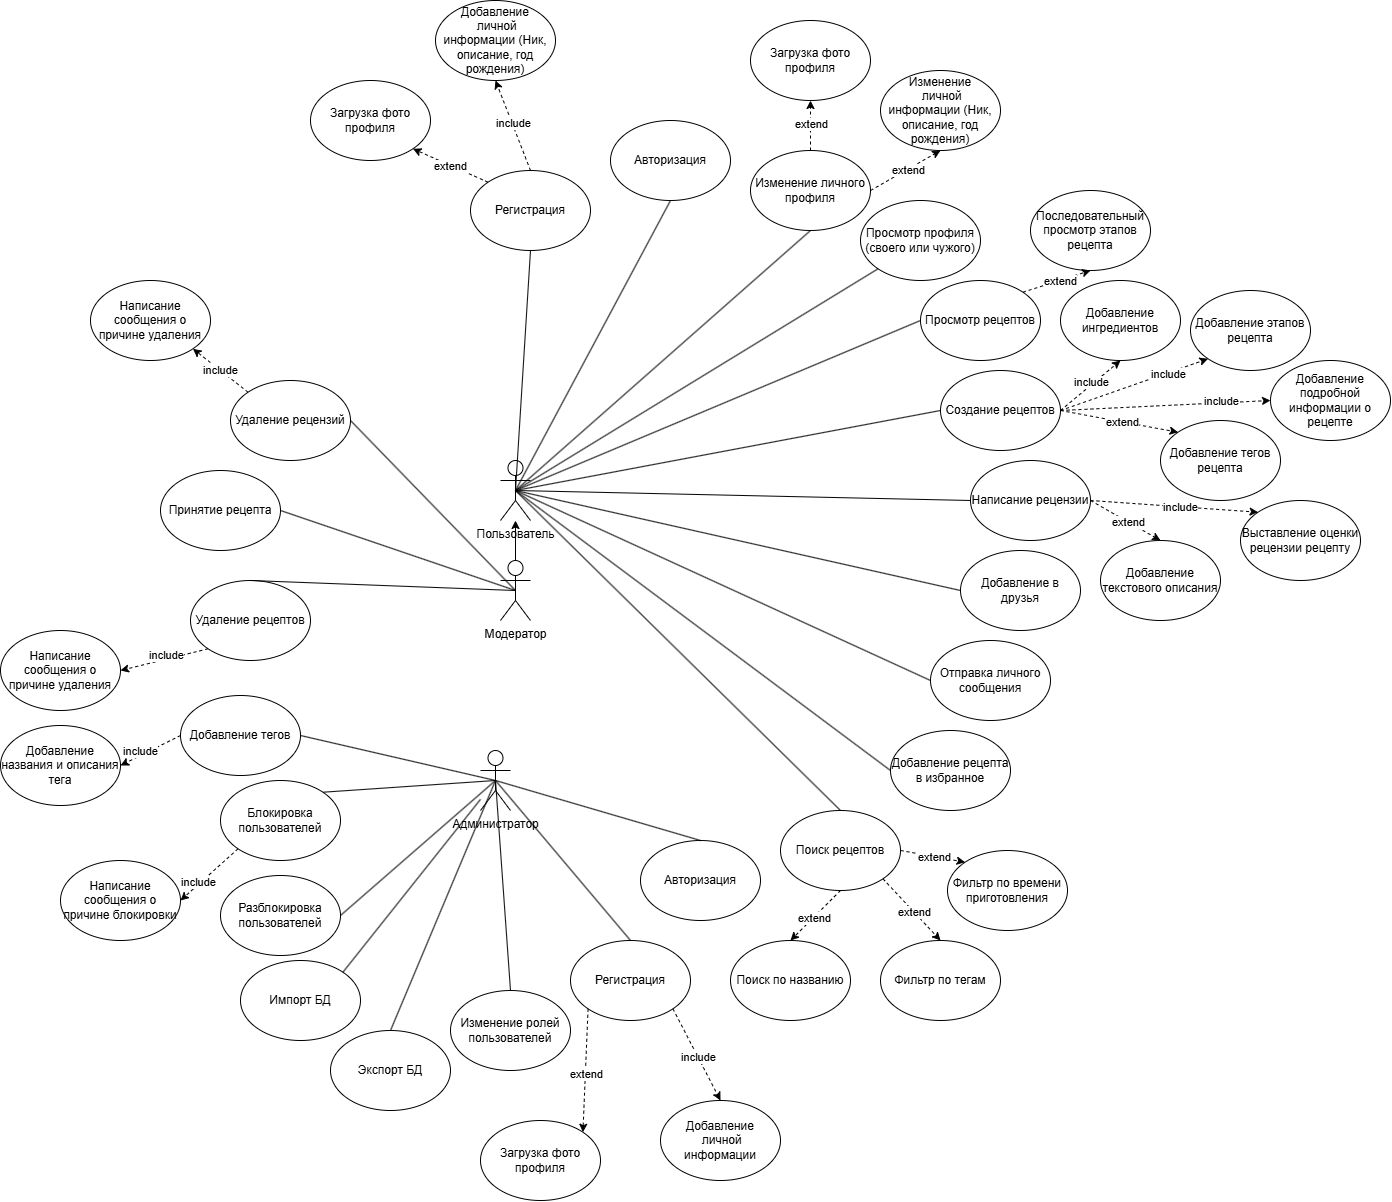 Добавление
личной
информации (Ник,
описание, год
рождения)
Загрузка фото
профиля
include
extend
Регистрация
Авторизация
Загрузка фото
профиля
Изменение
личной
информации (Ник,
описание, год
рождения)
extend
extend
Изменение личного
профиля
Просмотр профиля
(своего или чужого)
Последовательный
просмотр этапов
рецепта
extend
Просмотр рецептов
Добавление
ингредиентов
Добавление этапов
рецепта
Добавление
подробной
информации о
рецепте
include
include
include
extend
Создание рецептов
Добавление тегов
рецепта
Написание рецензии
include
extend
Выставление оценки
рецензии рецепту
Добавление
текстового описания
Добавление в
друзья
Отправка личного
сообщения
Добавление рецепта
в избранное
Поиск рецептов
extend
extend
extend
Фильтр по времени
приготовления
Поиск по названию
Фильтр по тегам
Написание
сообщения о
причине удаления
include
Удаление рецензий
Принятие рецепта
Пользователь
Модератор
Удаление рецептов
include
Написание
сообщения о
причине удаления
Добавление тегов
include
Добавление
названия и описания
тега
Блокировка
пользователей
Администратор
include
Написание
сообщения о
причине блокировки
Разблокировка
пользователей
Импорт БД
Экспорт БД
Изменение ролей
пользователей
Авторизация
Регистрация
include
extend
Добавление
личной
информации
Загрузка фото
профиля